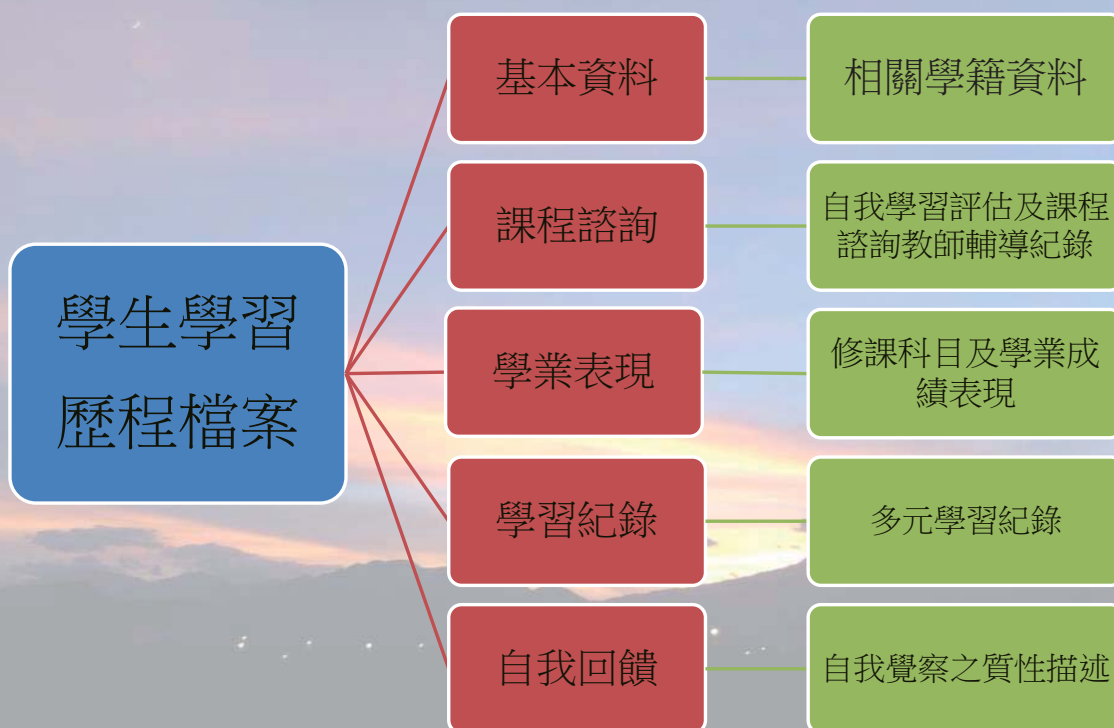 學生學習
歷程檔案
基本資料
相關學籍資料
課程諮詢
自我學習評估及課程
諮詢教師輔導紀錄
學業表現
修課科目及學業成
績表現
學習紀錄
多元學習紀錄
自我回饋
自我覺察之質性描述